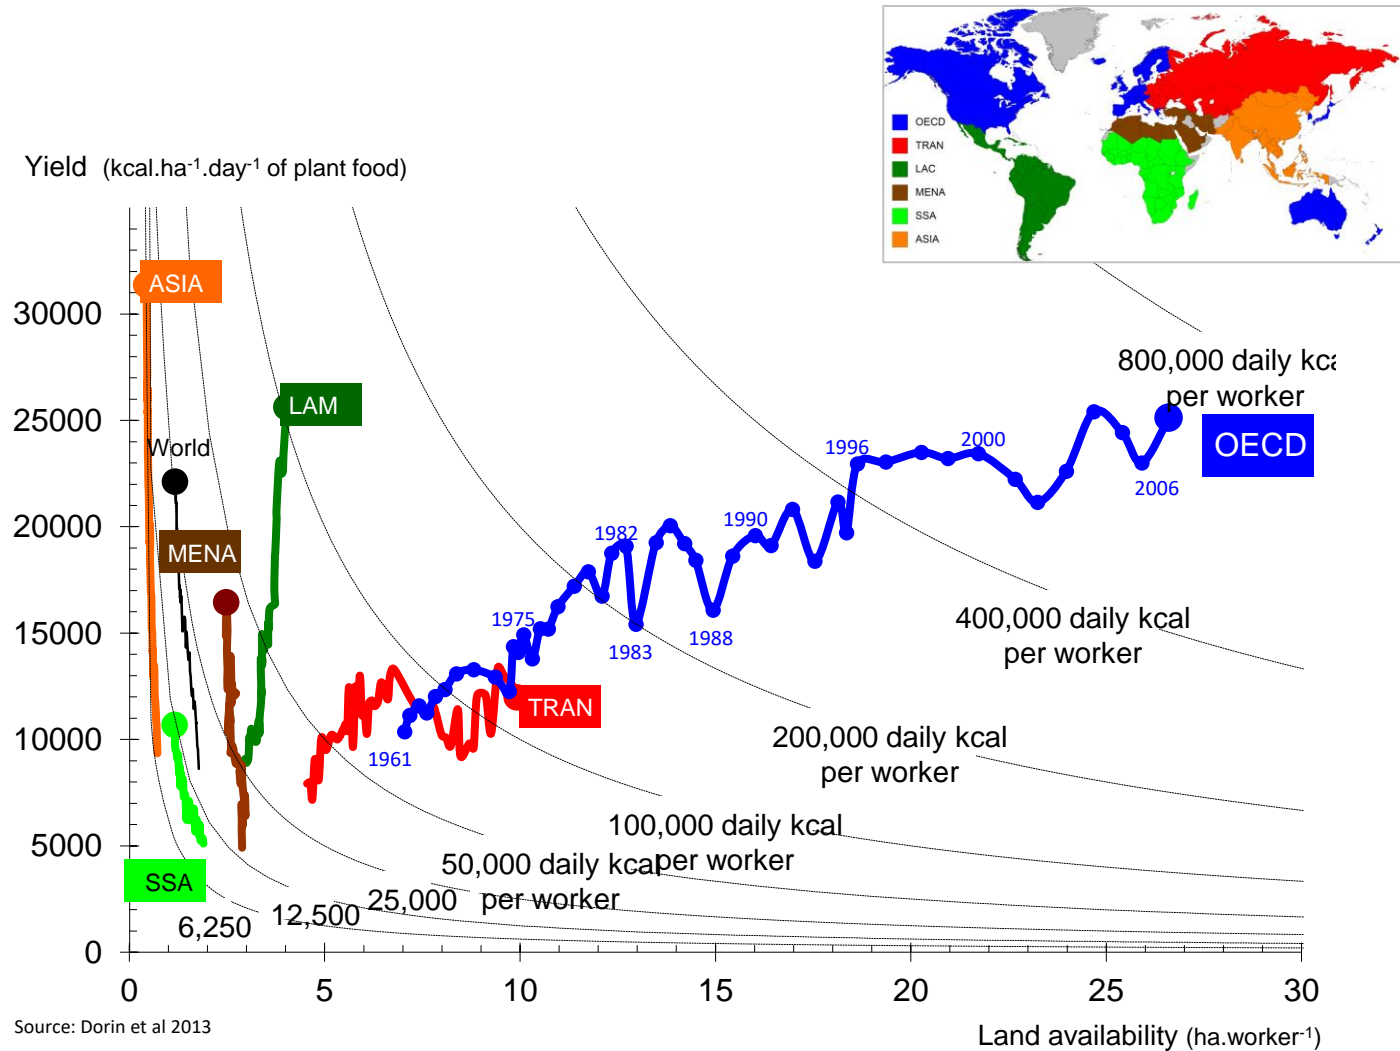 OECD
TRAN
LAC
MENA
SSA
ASIA
Yield (kcal.ha⁻¹.day⁻¹ of plant food)
30000
25000
20000
15000
10000
5000
0
ASIA
LAM
World
MENA
SSA
TRAN
OECD
1961
1975
1982
1983
1988
1990
1996
2000
2006
800,000 daily kca
per worker
400,000 daily kcal
per worker
200,000 daily kcal
per worker
100,000 daily kcal
per worker
50,000 daily kcal
per worker
25,000
12,500
6,250
0 5 10 15 20 25 30
Source: Dorin et al 2013
Land availability (ha.worker⁻¹)